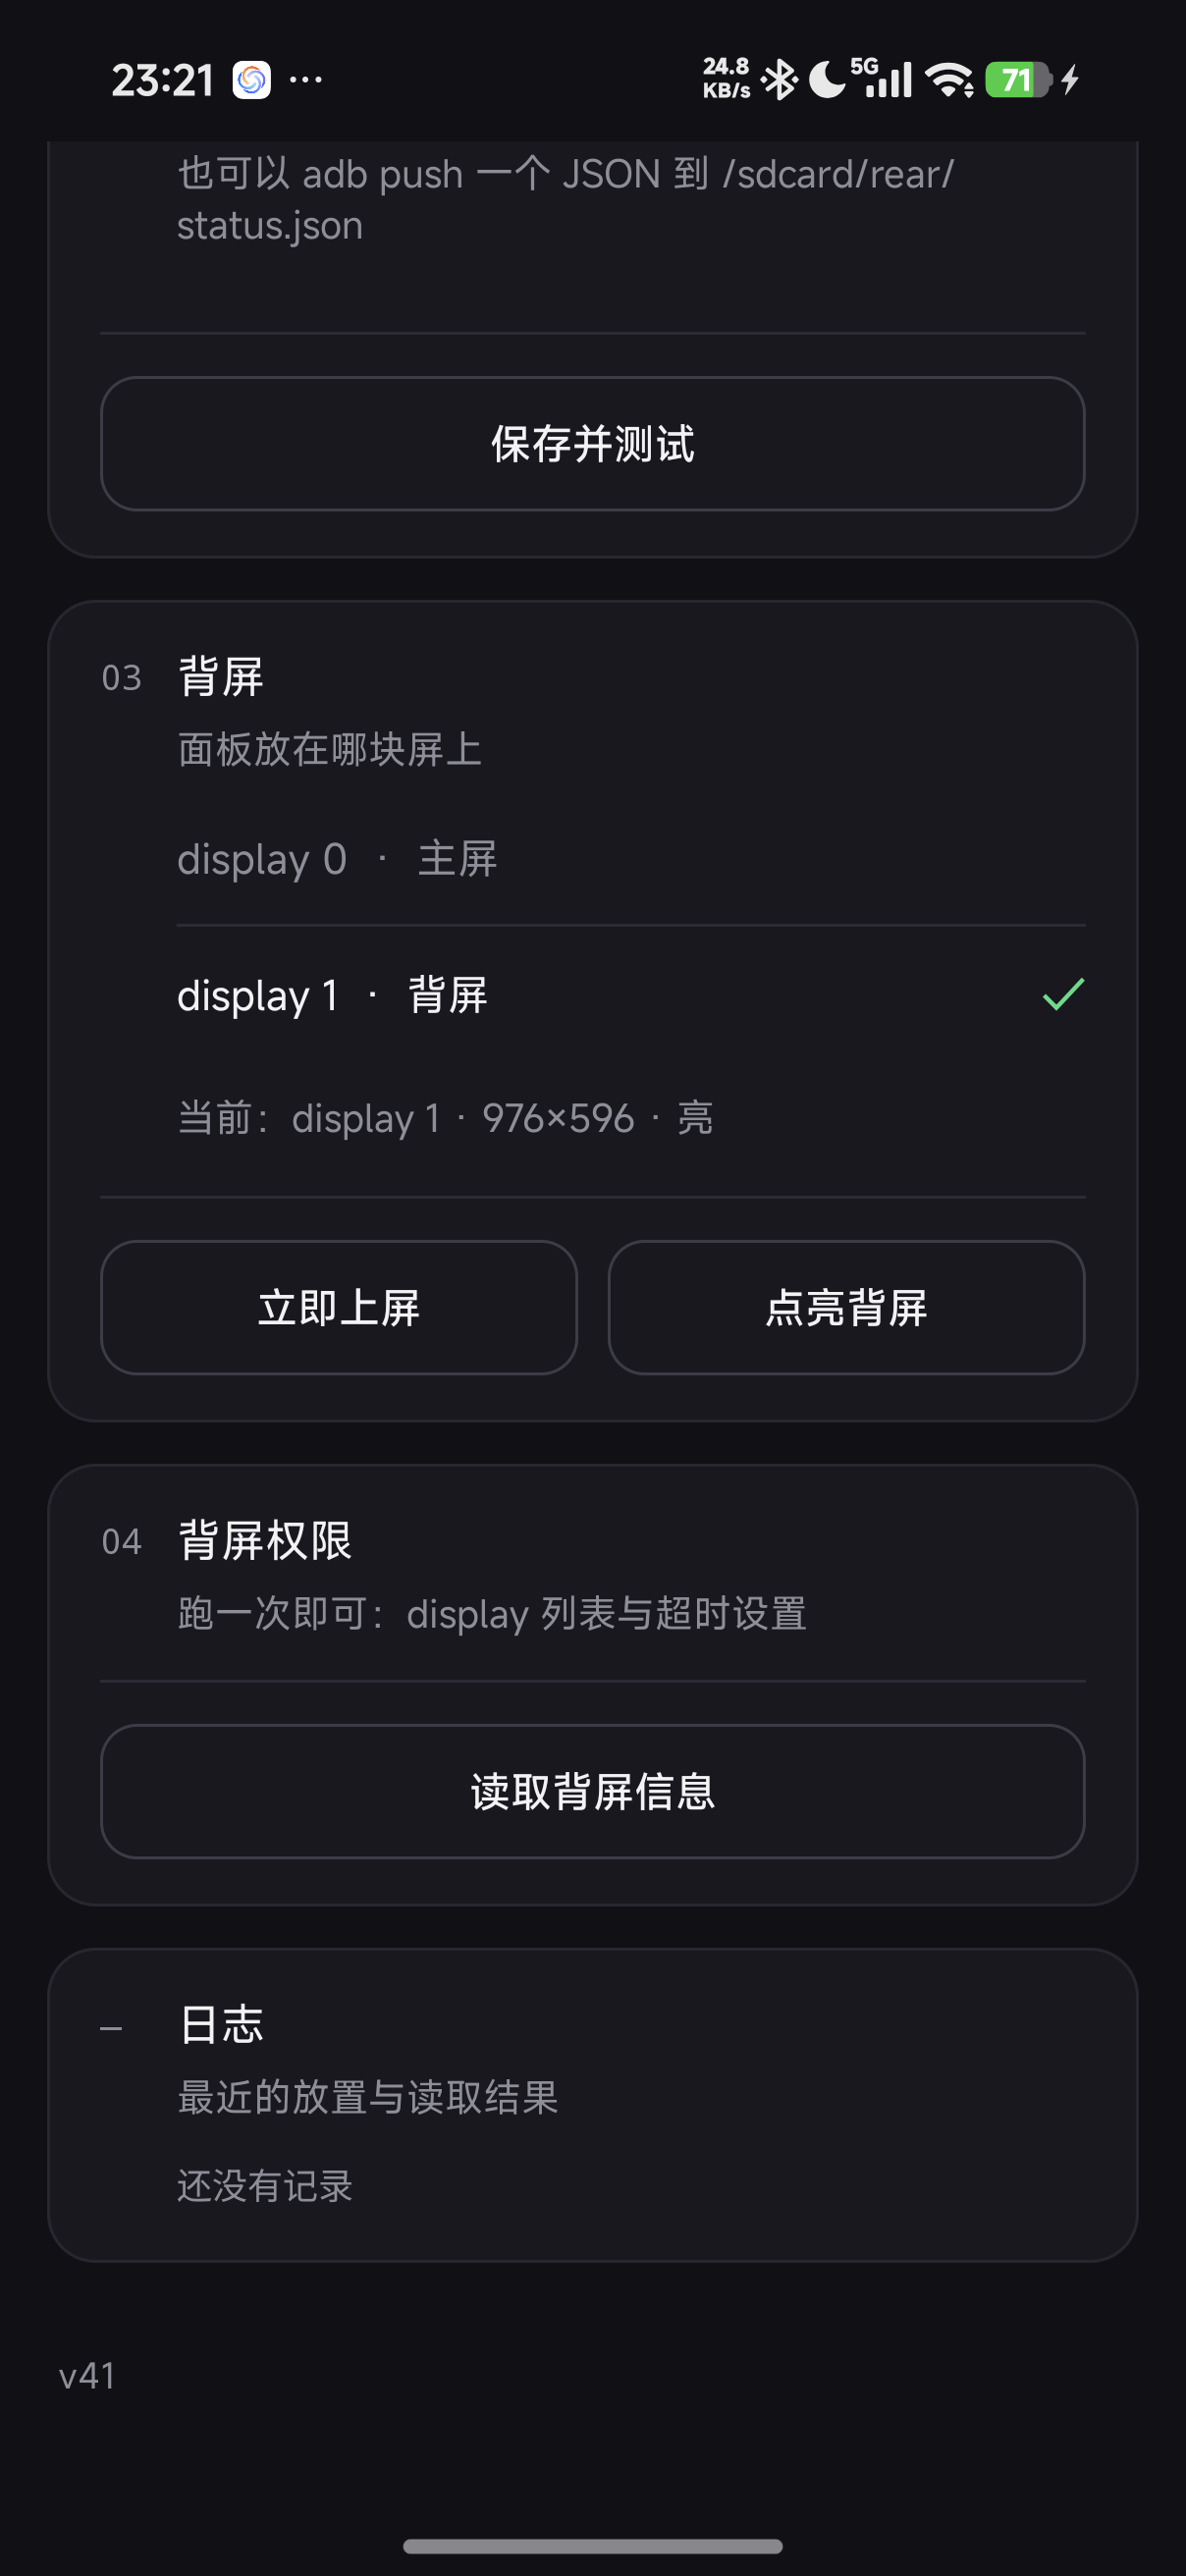 23:21 ··· 24.8 KB/s 5G 71
也可以 adb push 一个 JSON 到 /sdcard/rear/
status.json
保存并测试
03 背屏
面板放在哪块屏上
display 0 · 主屏
display 1 · 背屏
当前：display 1 · 976×596 · 亮
立即上屏 点亮背屏
04 背屏权限
跑一次即可：display 列表与超时设置
读取背屏信息
— 日志
最近的放置与读取结果
还没有记录
v41